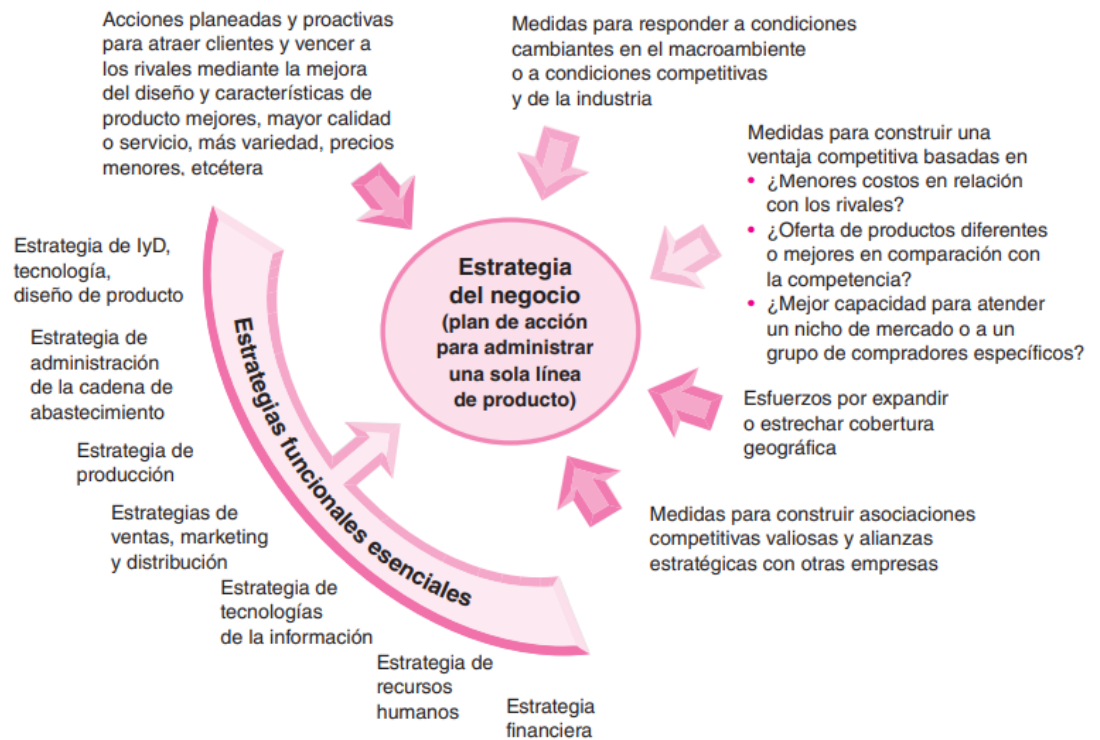 Acciones planeadas y proactivas
para atraer clientes y vencer a
los rivales mediante la mejora
del diseño y características de
producto mejores, mayor calidad
o servicio, más variedad, precios
menores, etcétera
Medidas para responder a condiciones
cambiantes en el macroambiente
o a condiciones competitivas
y de la industria
Medidas para construir una
ventaja competitiva basadas en
• ¿Menores costos en relación
con los rivales?
• ¿Oferta de productos diferentes
o mejores en comparación con
la competencia?
• ¿Mejor capacidad para atender
un nicho de mercado o a un
grupo de compradores específicos?
Esfuerzos por expandir
o estrechar cobertura
geográfica
Medidas para construir asociaciones
competitivas valiosas y alianzas
estratégicas con otras empresas
Estrategia
del negocio
(plan de acción
para administrar
una sola línea
de producto)
Estrategias funcionales esenciales
Estrategia de IyD,
tecnología,
diseño de producto
Estrategia de
administración
de la cadena de
abastecimiento
Estrategia de
producción
Estrategias de
ventas, marketing
y distribución
Estrategia de
tecnologías
de la información
Estrategia de
recursos
humanos
Estrategia
financiera